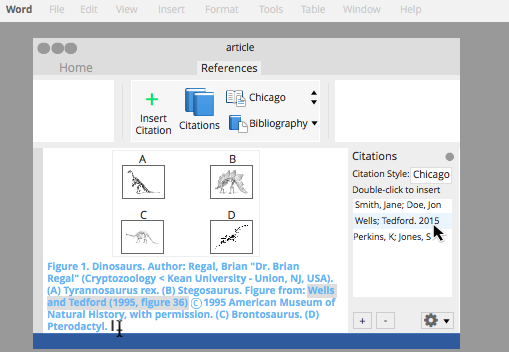 Word File Edit View Insert Format Tools Table Window Help
article
Home References
Insert
Citation
Citations
Chicago
Bibliography
A B
C D
Figure 1. Dinosaurs. Author: Regal, Brian "Dr. Brian
Regal" (Cryptozoology < Kean University - Union, NJ, USA).
(A) Tyrannosaurus rex. (B) Stegosaurus. Figure from: Wells
and Tedford (1995, figure 36) © 1995 American Museum of
Natural History, with permission. (C) Brontosaurus. (D)
Pterodactyl.
Citations
Citation Style: Chicago
Double-click to insert
Smith, Jane; Doe, Jon
Wells; Tedford. 2015
Perkins, K; Jones, S
+ -